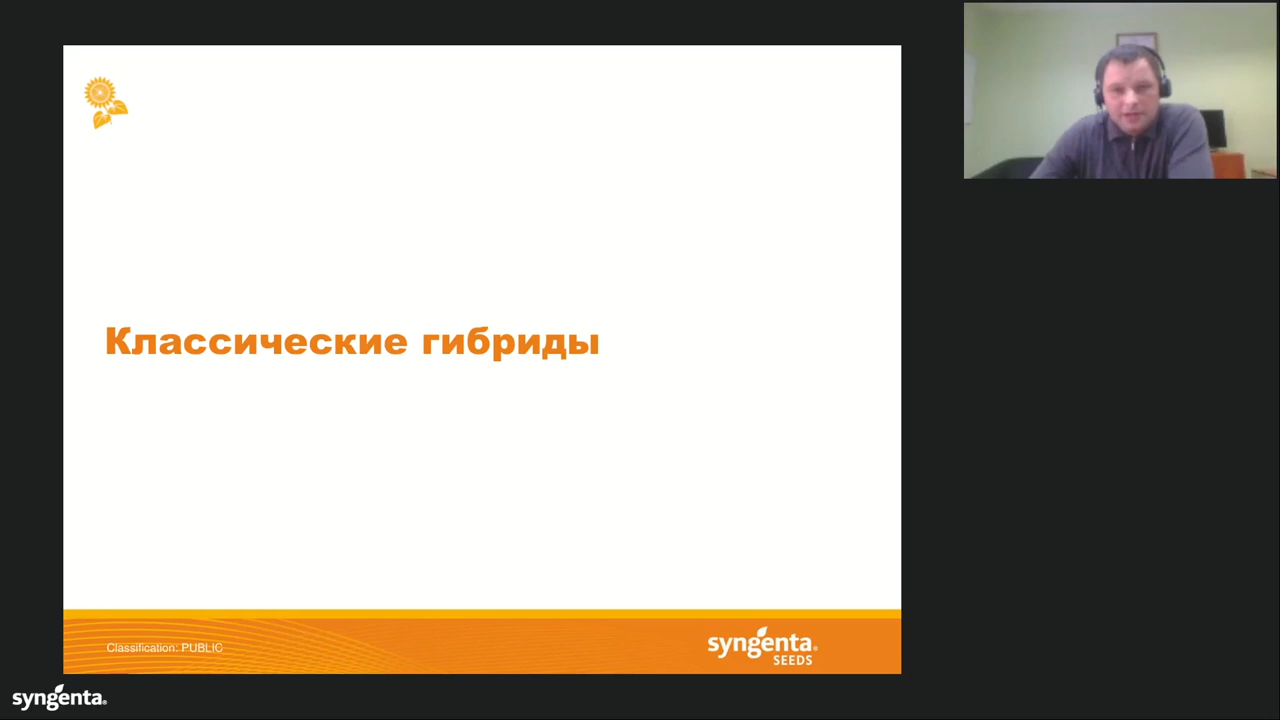 Классические гибриды
Classification: PUBLIC
syngenta®
SEEDS
syngenta®